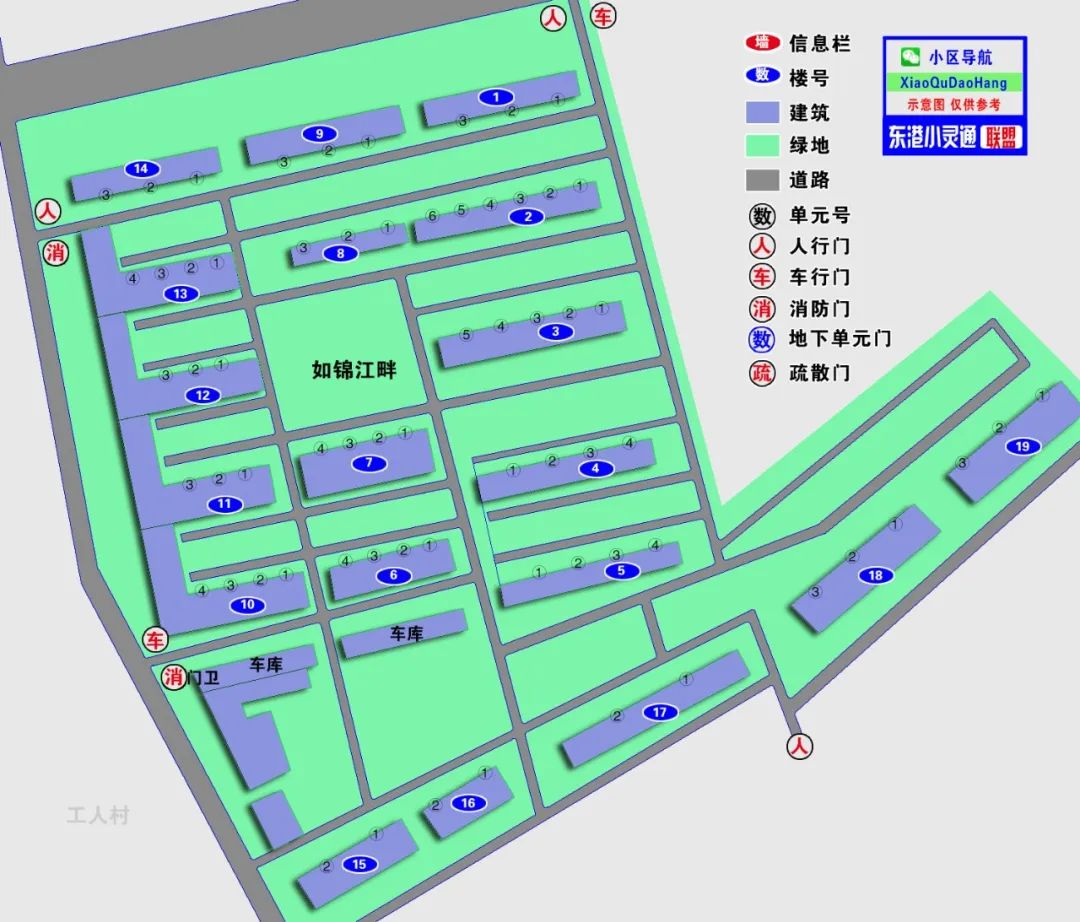 人 车
墙 信息栏
数 楼号
建筑
绿地
道路
数 单元号
人 人行门
车 车行门
消 消防门
数 地下单元门
疏 疏散门
小区导航
XiaoQuDaoHang
示意图 仅供参考
东港小灵通 联盟
1
3 2 1
9
3 2 1
14
3 2 1
人
消
6 5 4 3 2 1
2
3 2 1
8
4 3 2 1
13
5 4 3 2 1
3
如锦江畔
3 2 1
12
4 3 2 1
7
1 2 3 4
4
3 2 1
11
4 3 2 1
6
1 2 3 4
5
4 3 2 1
10
3 2 1
19
3 2 1
18
车
消 门卫
车库
车库
2 1
17
人
2 1
16
2 1
15
工人村